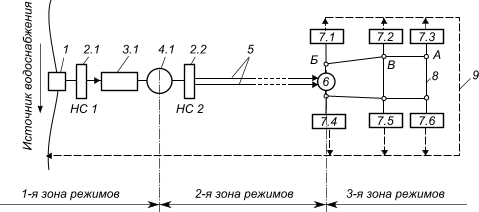 Источник водоснабжения
1
2.1
3.1
4.1
2.2
5
НС 1
НС 2
7.1
7.2
7.3
Б
В
А
6
8
9
7.4
7.5
7.6
1-я зона режимов
2-я зона режимов
3-я зона режимов